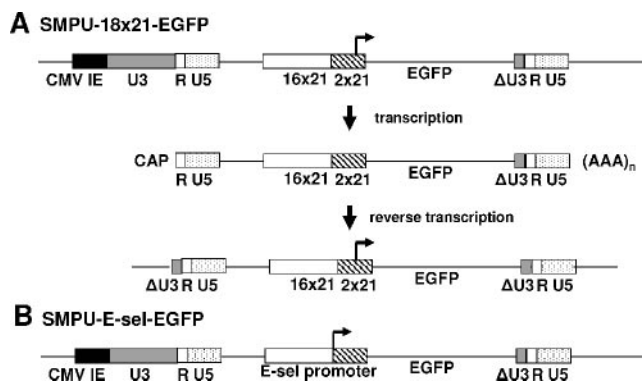 A SMPU-18x21-EGFP
CMV IE U3 R U5 16x21 2x21 EGFP ΔU3 R U5
transcription
CAP R U5 16x21 2x21 EGFP ΔU3 R U5 (AAA)n
reverse transcription
ΔU3 R U5 16x21 2x21 EGFP ΔU3 R U5
B SMPU-E-sel-EGFP
CMV IE U3 R U5 E-sel promoter EGFP ΔU3 R U5